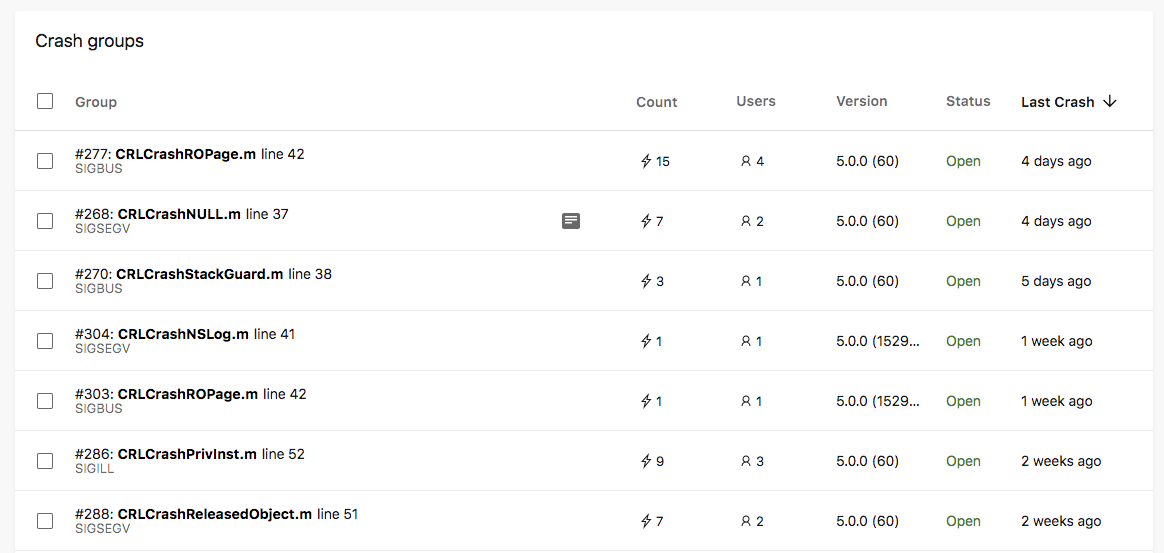 Crash groups
Group Count Users Version Status Last Crash
#277: CRLCrashROPage.m line 42
SIGBUS
15 4 5.0.0 (60) Open 4 days ago
#268: CRLCrashNULL.m line 37
SIGSEGV
7 2 5.0.0 (60) Open 4 days ago
#270: CRLCrashStackGuard.m line 38
SIGBUS
3 1 5.0.0 (60) Open 5 days ago
#304: CRLCrashNSLog.m line 41
SIGSEGV
1 1 5.0.0 (1529... Open 1 week ago
#303: CRLCrashROPage.m line 42
SIGBUS
1 1 5.0.0 (1529... Open 1 week ago
#286: CRLCrashPrivInst.m line 52
SIGILL
9 3 5.0.0 (60) Open 2 weeks ago
#288: CRLCrashReleasedObject.m line 51
SIGSEGV
7 2 5.0.0 (60) Open 2 weeks ago